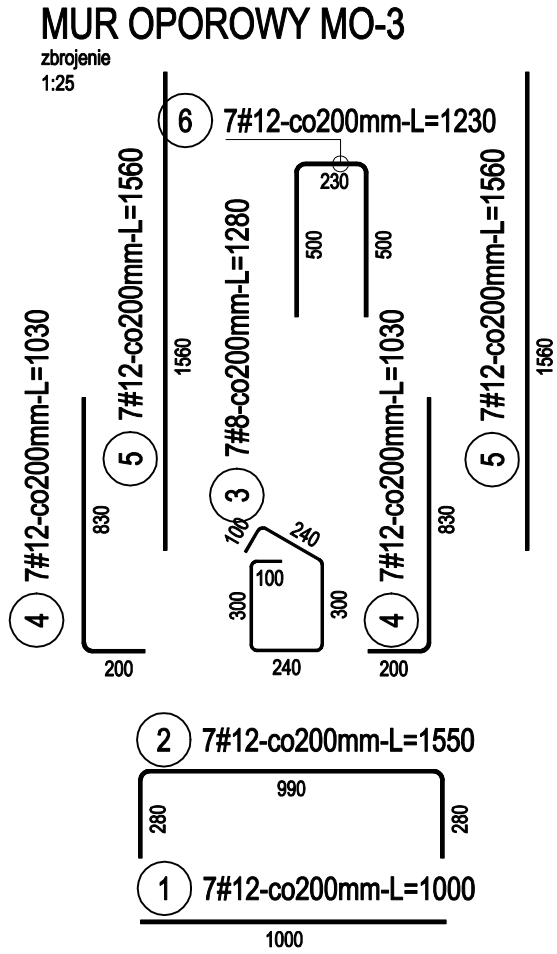 MUR OPOROWY MO-3
zbrojenie
1:25
6 7#12-co200mm-L=1230
230
500
500
5 7#12-co200mm-L=1560
1560
5 7#12-co200mm-L=1560
1560
3 7#8-co200mm-L=1280
100
240
100
300
300
240
4 7#12-co200mm-L=1030
830
200
4 7#12-co200mm-L=1030
830
200
2 7#12-co200mm-L=1550
990
280
280
1 7#12-co200mm-L=1000
1000